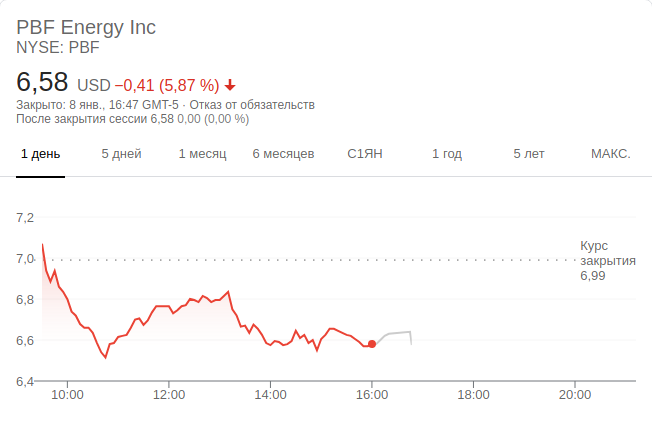 PBF Energy Inc
NYSE: PBF
6,58 USD −0,41 (5,87 %)
Закрыто: 8 янв., 16:47 GMT-5 · Отказ от обязательств
После закрытия сессии 6,58 0,00 (0,00 %)
1 день 5 дней 1 месяц 6 месяцев С1ЯН 1 год 5 лет МАКС.
7,2
Курс
7,0 закрытия
6,99
6,8
6,6
6,4
10:00 12:00 14:00 16:00 18:00 20:00